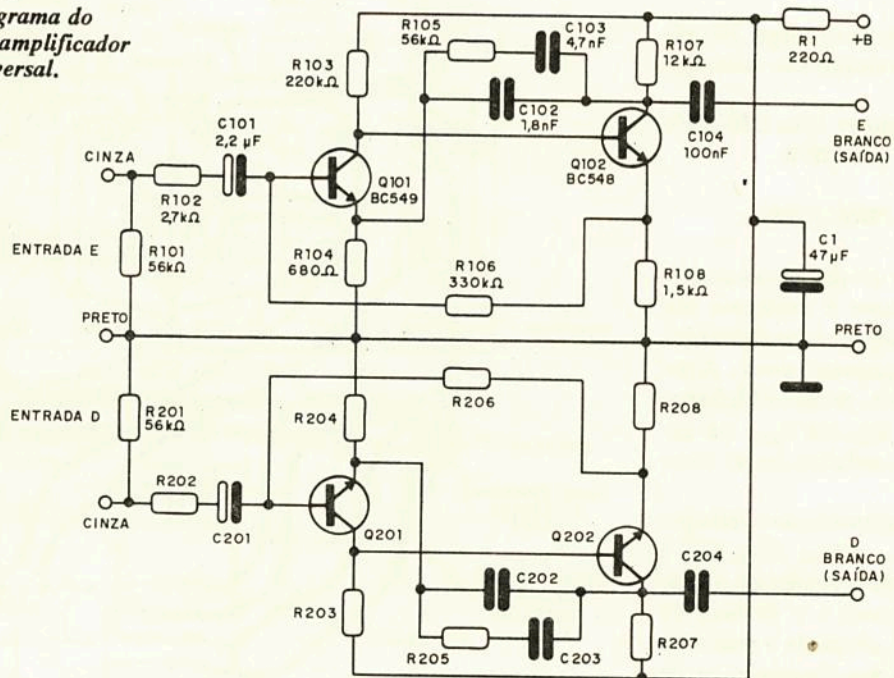 grama do
amplificador
versal.
R105
56kΩ
C103
4,7nF
R103
220kΩ
R107
12kΩ
R1
220Ω
+B
C101
2,2 µF
C102
1,8nF
C104
100nF
E
BRANCO
(SAÍDA)
CINZA
R102
2,7kΩ
Q101
BC549
Q102
BC548
ENTRADA E
R101
56kΩ
R104
680Ω
R106
330kΩ
R108
1,5kΩ
C1
47µF
PRETO
PRETO
ENTRADA D
R201
56kΩ
R204
R206
R208
CINZA
R202
C201
Q201
Q202
C204
D
BRANCO
(SAÍDA)
R203
C202
R205
C203
R207